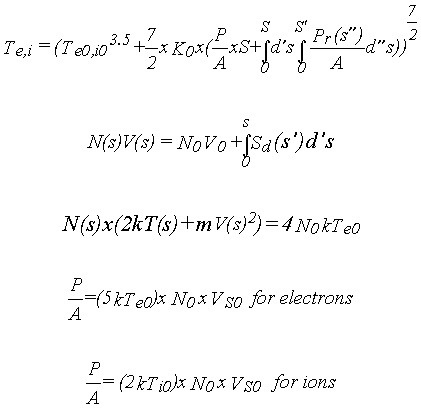 T_{e,i} = (T_{e0,i0}^{3.5} + \frac{7}{2} x K_0 x (\frac{P}{A} x S + \int_0^S d's \int_0^{S'} \frac{P_r(s'')}{A} d''s))^{\frac{7}{2}}
N(s)V(s) = N_0 V_0 + \int_0^s S_d(s')d's
N(s)x(2kT(s)+mV(s)^2)=4 N_0 kT_{e0}
\frac{P}{A}=(5kT_{e0})x N_0 x V_{S0} for electrons
\frac{P}{A}=(2kT_{i0})x N_0 x V_{S0} for ions